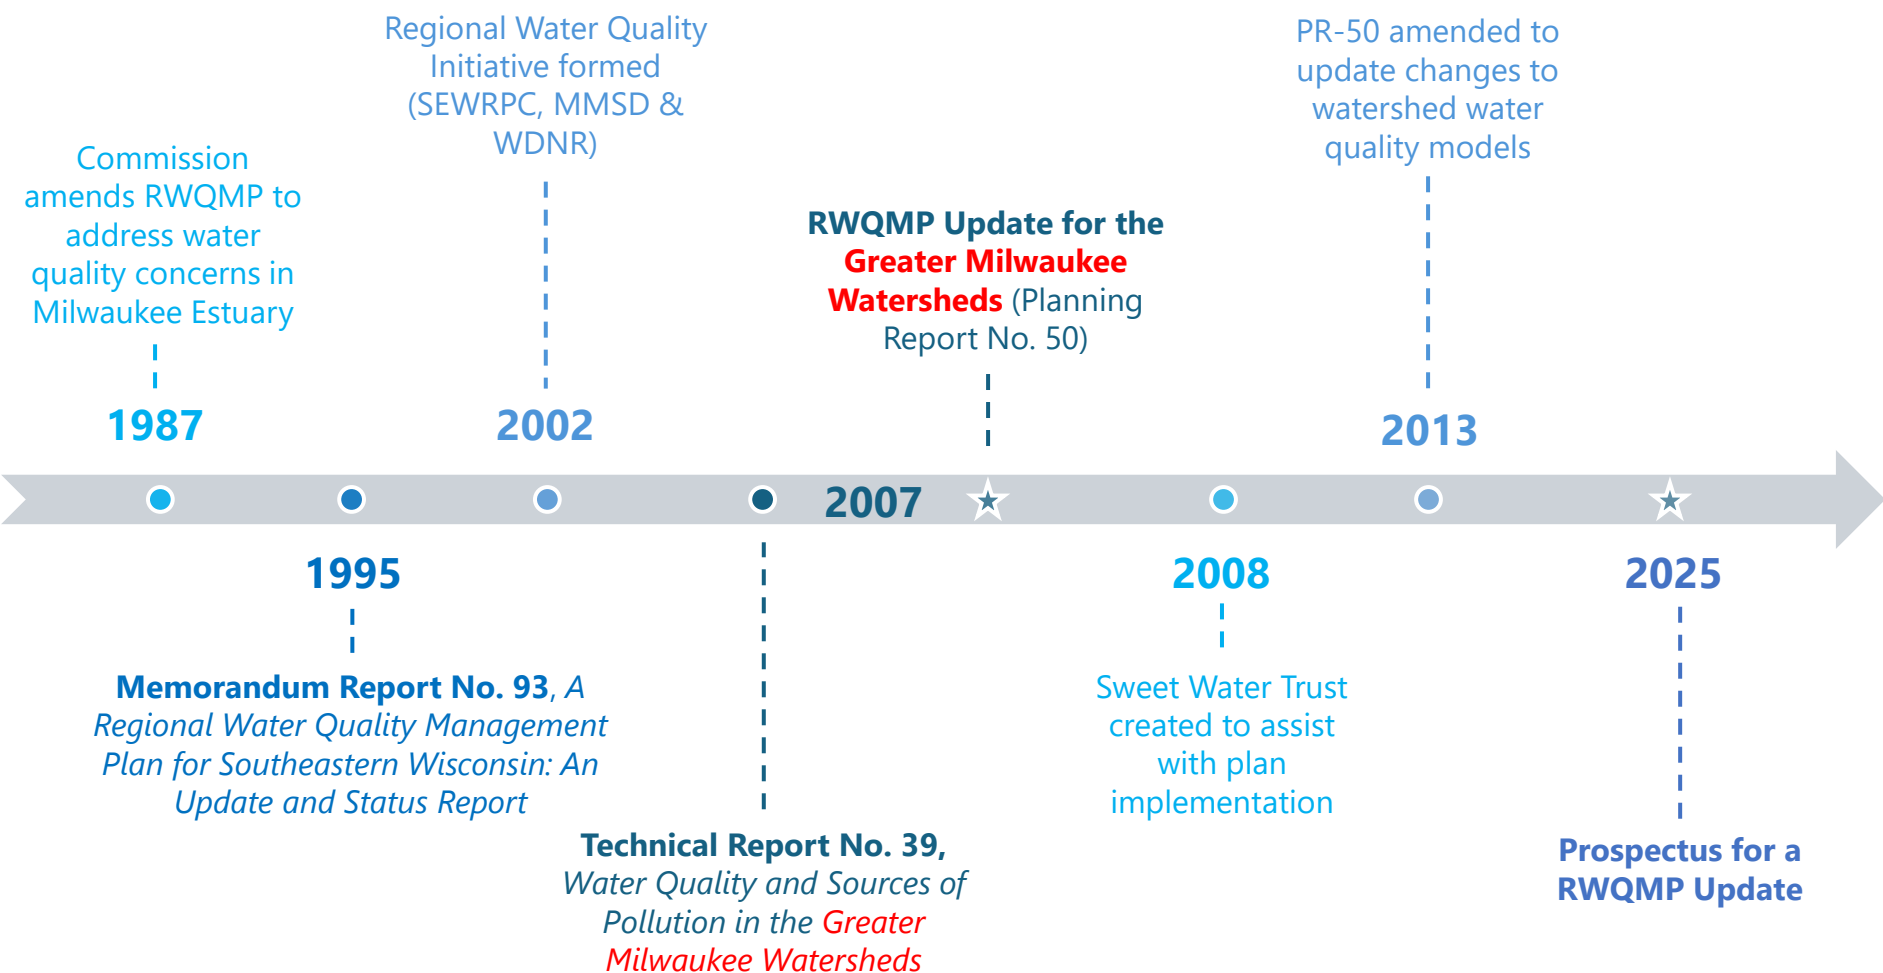 Commission
amends RWQMP to
address water
quality concerns in
Milwaukee Estuary
1987
Regional Water Quality
Initiative formed
(SEWRPC, MMSD &
WDNR)
2002
RWQMP Update for the
Greater Milwaukee
Watersheds (Planning
Report No. 50)
2007
PR-50 amended to
update changes to
watershed water
quality models
2013
1995
Memorandum Report No. 93, A
Regional Water Quality Management
Plan for Southeastern Wisconsin: An
Update and Status Report
Technical Report No. 39,
Water Quality and Sources of
Pollution in the Greater
Milwaukee Watersheds
2008
Sweet Water Trust
created to assist
with plan
implementation
2025
Prospectus for a
RWQMP Update